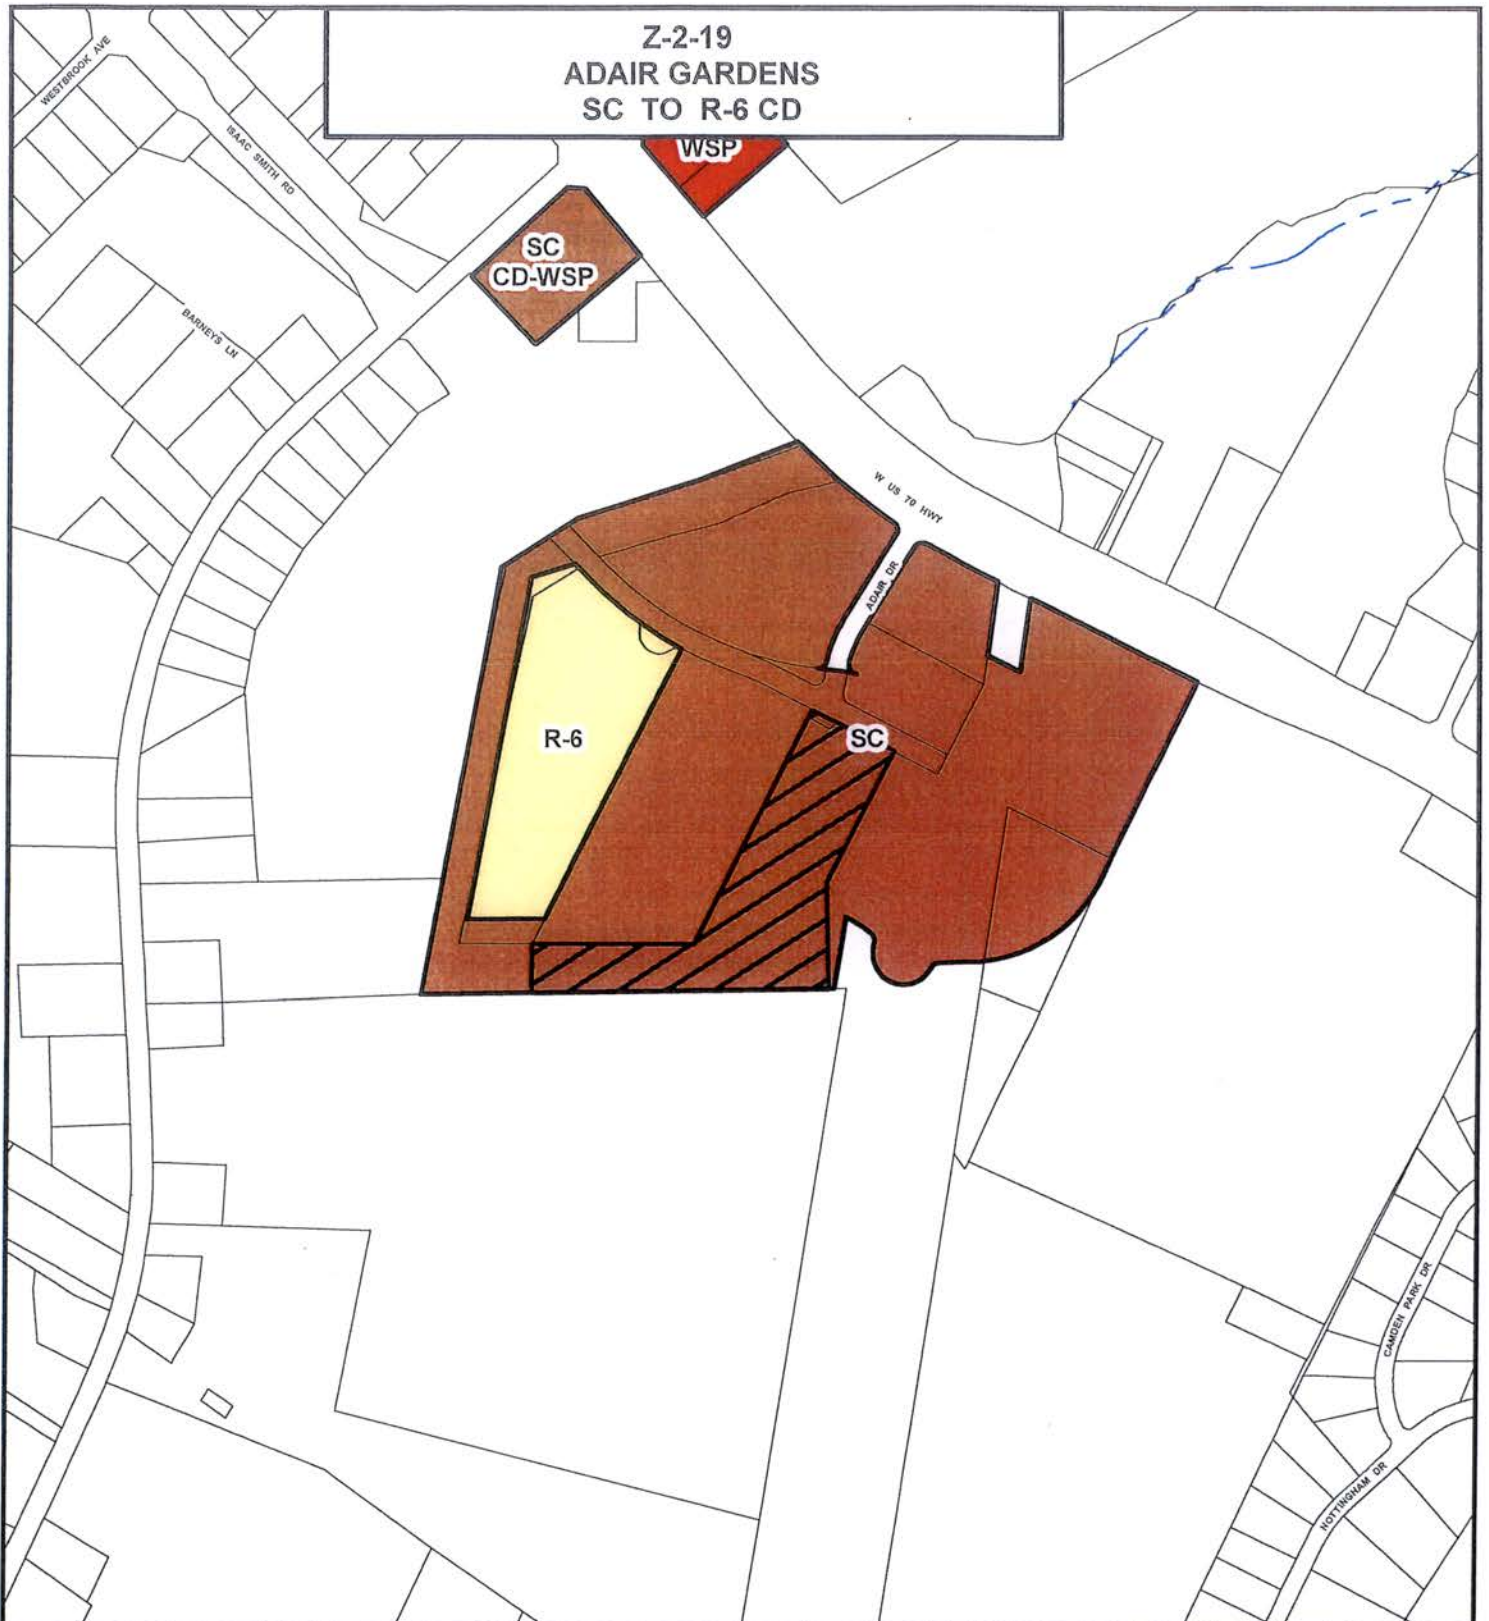 Z-2-19
ADAIR GARDENS
SC TO R-6 CD
WESTBROOK AVE
ISAAC SMITH RD
WSP
SC
CD-WSP
BARNEYS LN
W US 70 HWY
ADAIR DR
R-6
SC
CAMDEN PARK DR
NOTTINGHAM DR